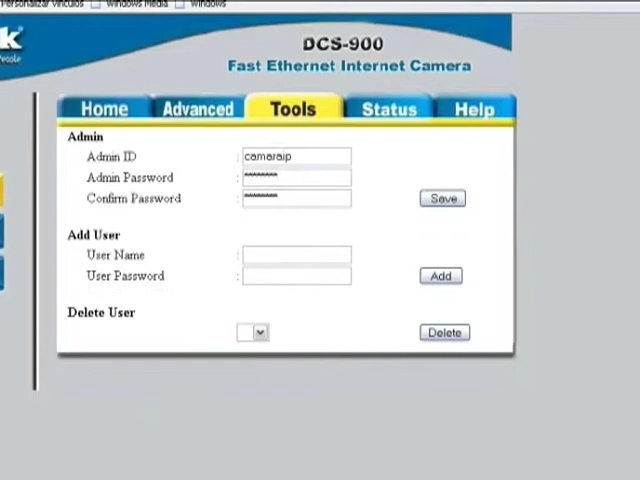 Personalizar vínculos Windows Media Windows
k
People
DCS-900
Fast Ethernet Internet Camera
Home Advanced Tools Status Help
Admin
Admin ID : camaraip
Admin Password : ********
Confirm Password : ******** Save
Add User
User Name :
User Password : Add
Delete User
Delete